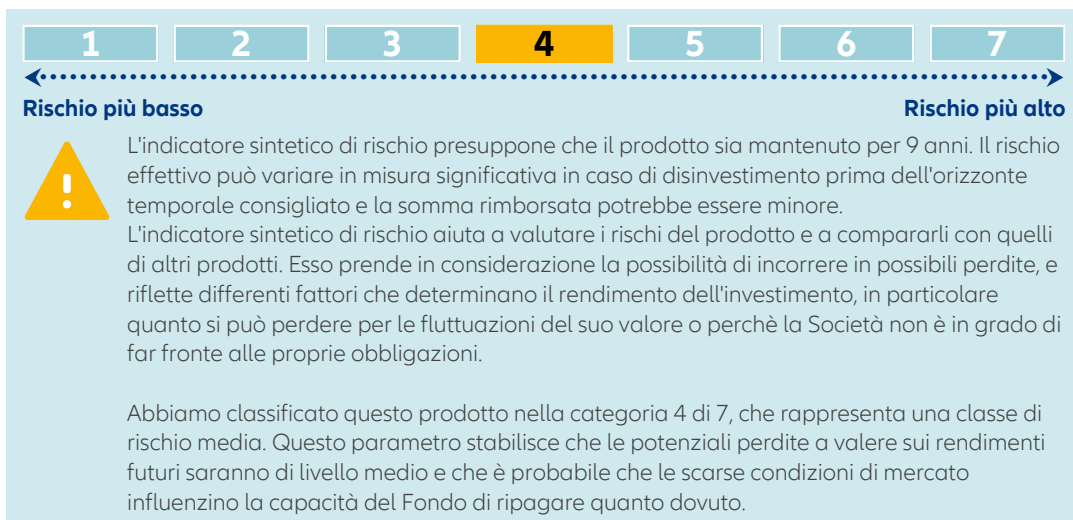 1 2 3 4 5 6 7
Rischio più basso Rischio più alto
L'indicatore sintetico di rischio presuppone che il prodotto sia mantenuto per 9 anni. Il rischio
effettivo può variare in misura significativa in caso di disinvestimento prima dell'orizzonte
temporale consigliato e la somma rimborsata potrebbe essere minore.
L'indicatore sintetico di rischio aiuta a valutare i rischi del prodotto e a compararli con quelli
di altri prodotti. Esso prende in considerazione la possibilità di incorrere in possibili perdite, e
riflette differenti fattori che determinano il rendimento dell'investimento, in particolare
quanto si può perdere per le fluttuazioni del suo valore o perchè la Società non è in grado di
far fronte alle proprie obbligazioni.
Abbiamo classificato questo prodotto nella categoria 4 di 7, che rappresenta una classe di
rischio media. Questo parametro stabilisce che le potenziali perdite a valere sui rendimenti
futuri saranno di livello medio e che è probabile che le scarse condizioni di mercato
influenzino la capacità del Fondo di ripagare quanto dovuto.